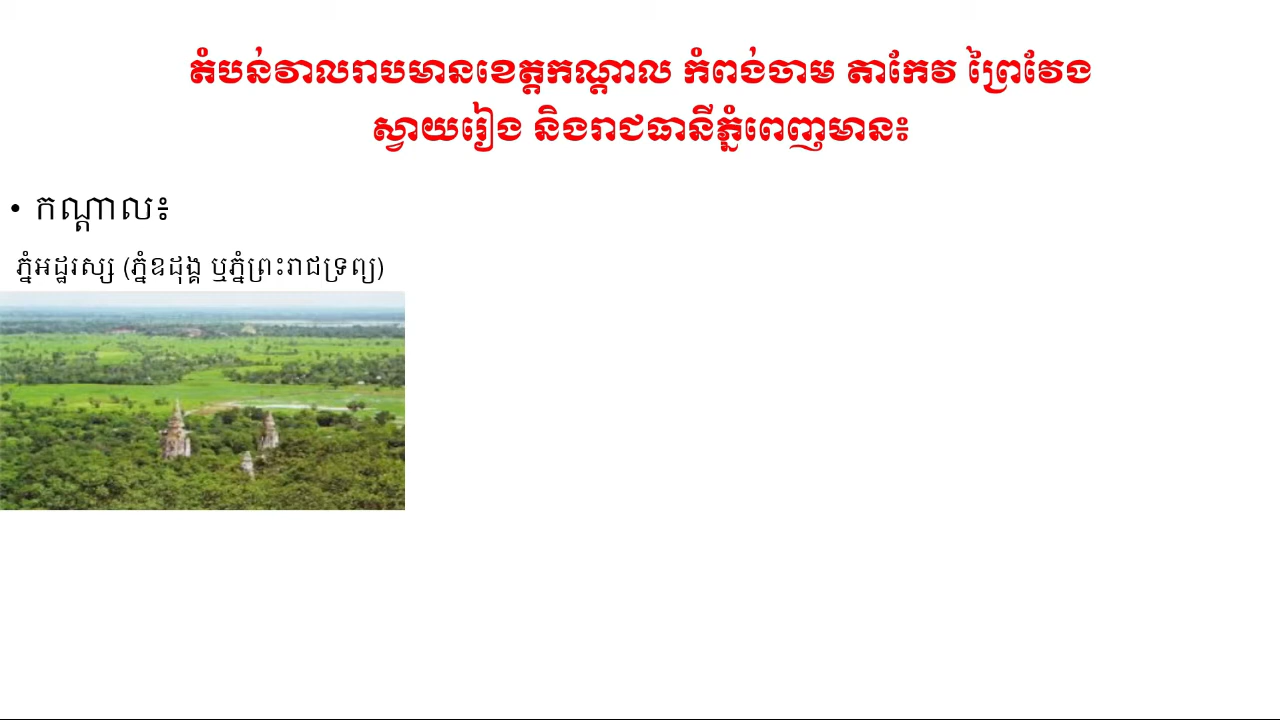 តំបន់វាលរាបមានខេត្តកណ្តាល កំពង់ចាម តាកែវ ព្រៃវែង
ស្វាយរៀង និងរាជធានីភ្នំពេញមាន៖
• កណ្តាល៖
ភ្នំអដ្ឋរស្ស (ភ្នំឧដុង្គ ឬភ្នំព្រះរាជទ្រព្យ)